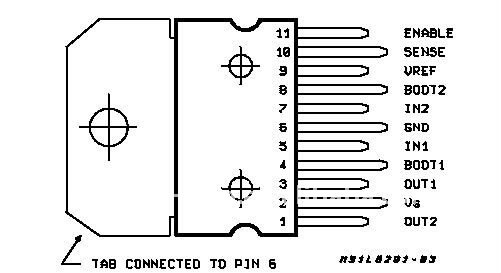 11 ENABLE
10 SENSE
9 VREF
8 BOOT2
7 IN2
6 GND
5 IN1
4 BOOT1
3 OUT1
2 Vs
1 OUT2
TAB CONNECTED TO PIN 6